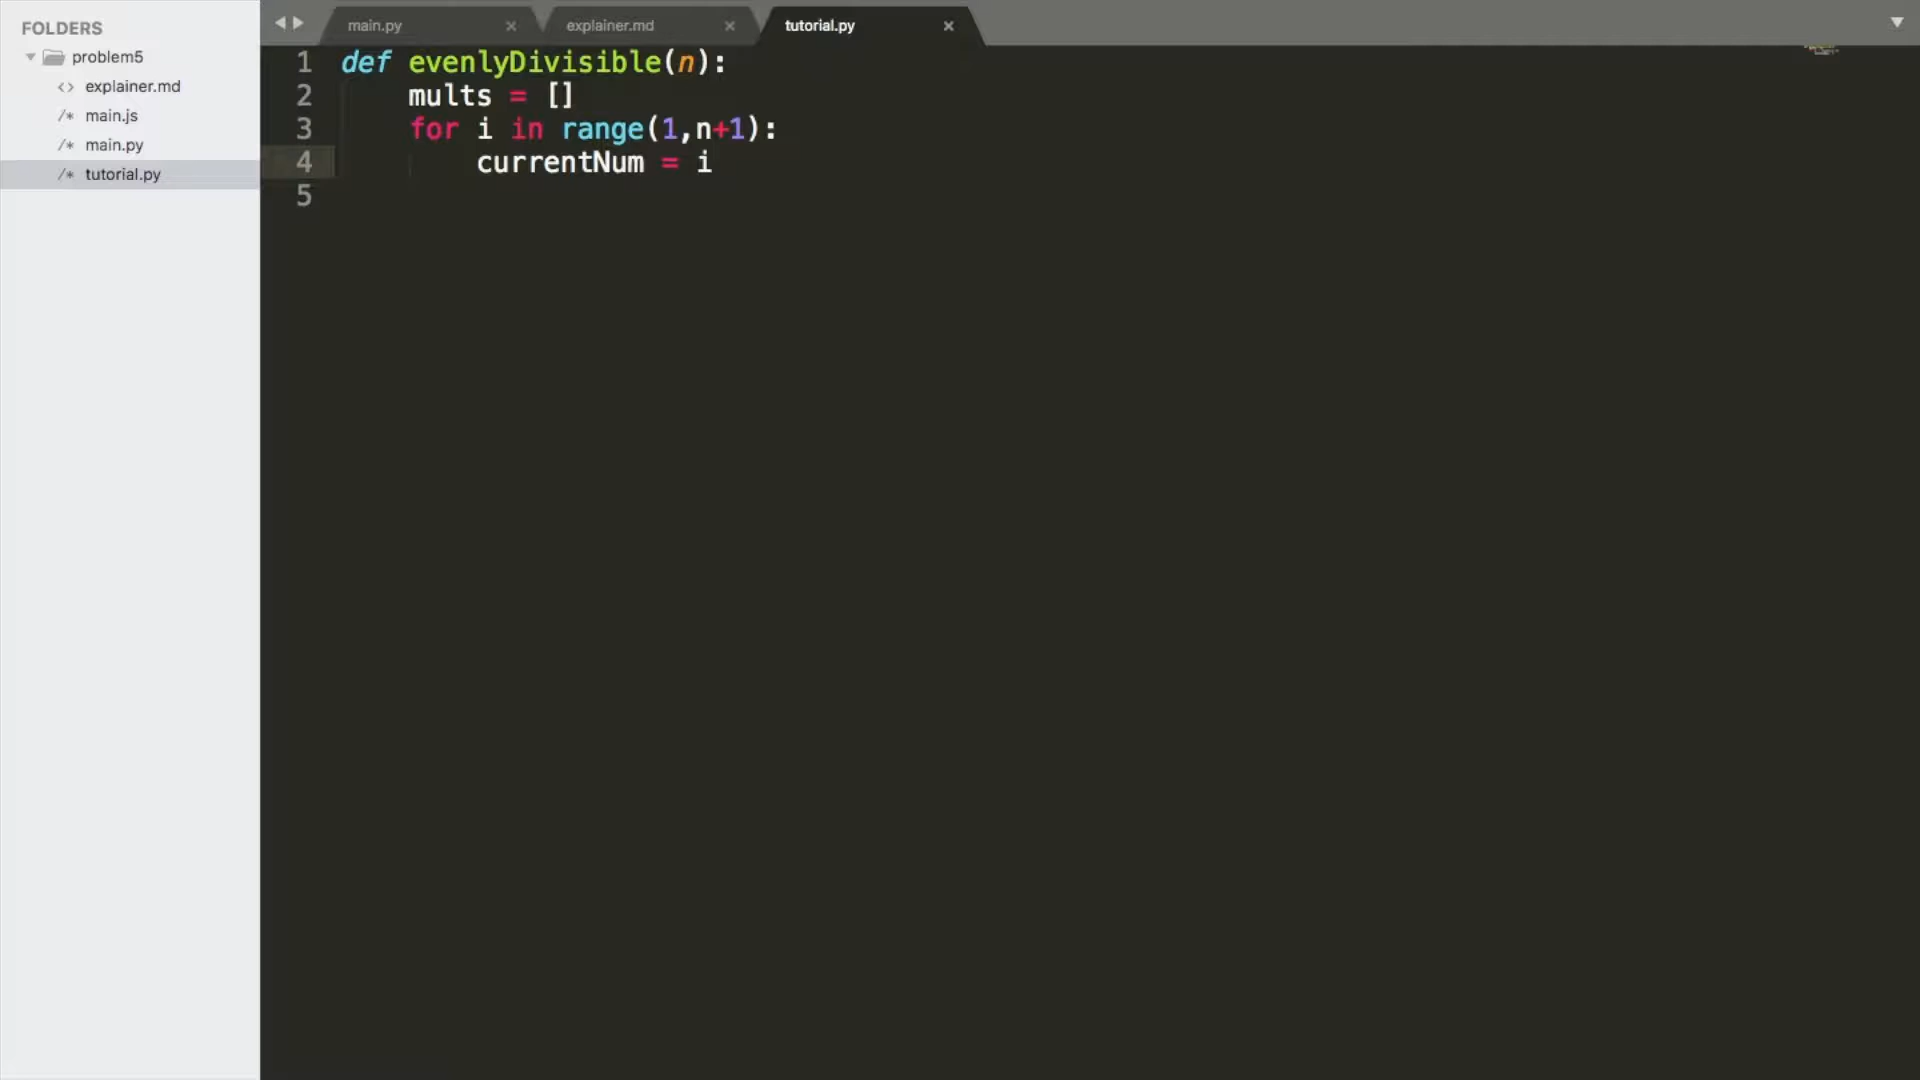 FOLDERS
problem5
<> explainer.md
/* main.js
/* main.py
/* tutorial.py
main.py ×
explainer.md ×
tutorial.py ×
1 def evenlyDivisible(n):
2     mults = []
3     for i in range(1,n+1):
4         currentNum = i
5